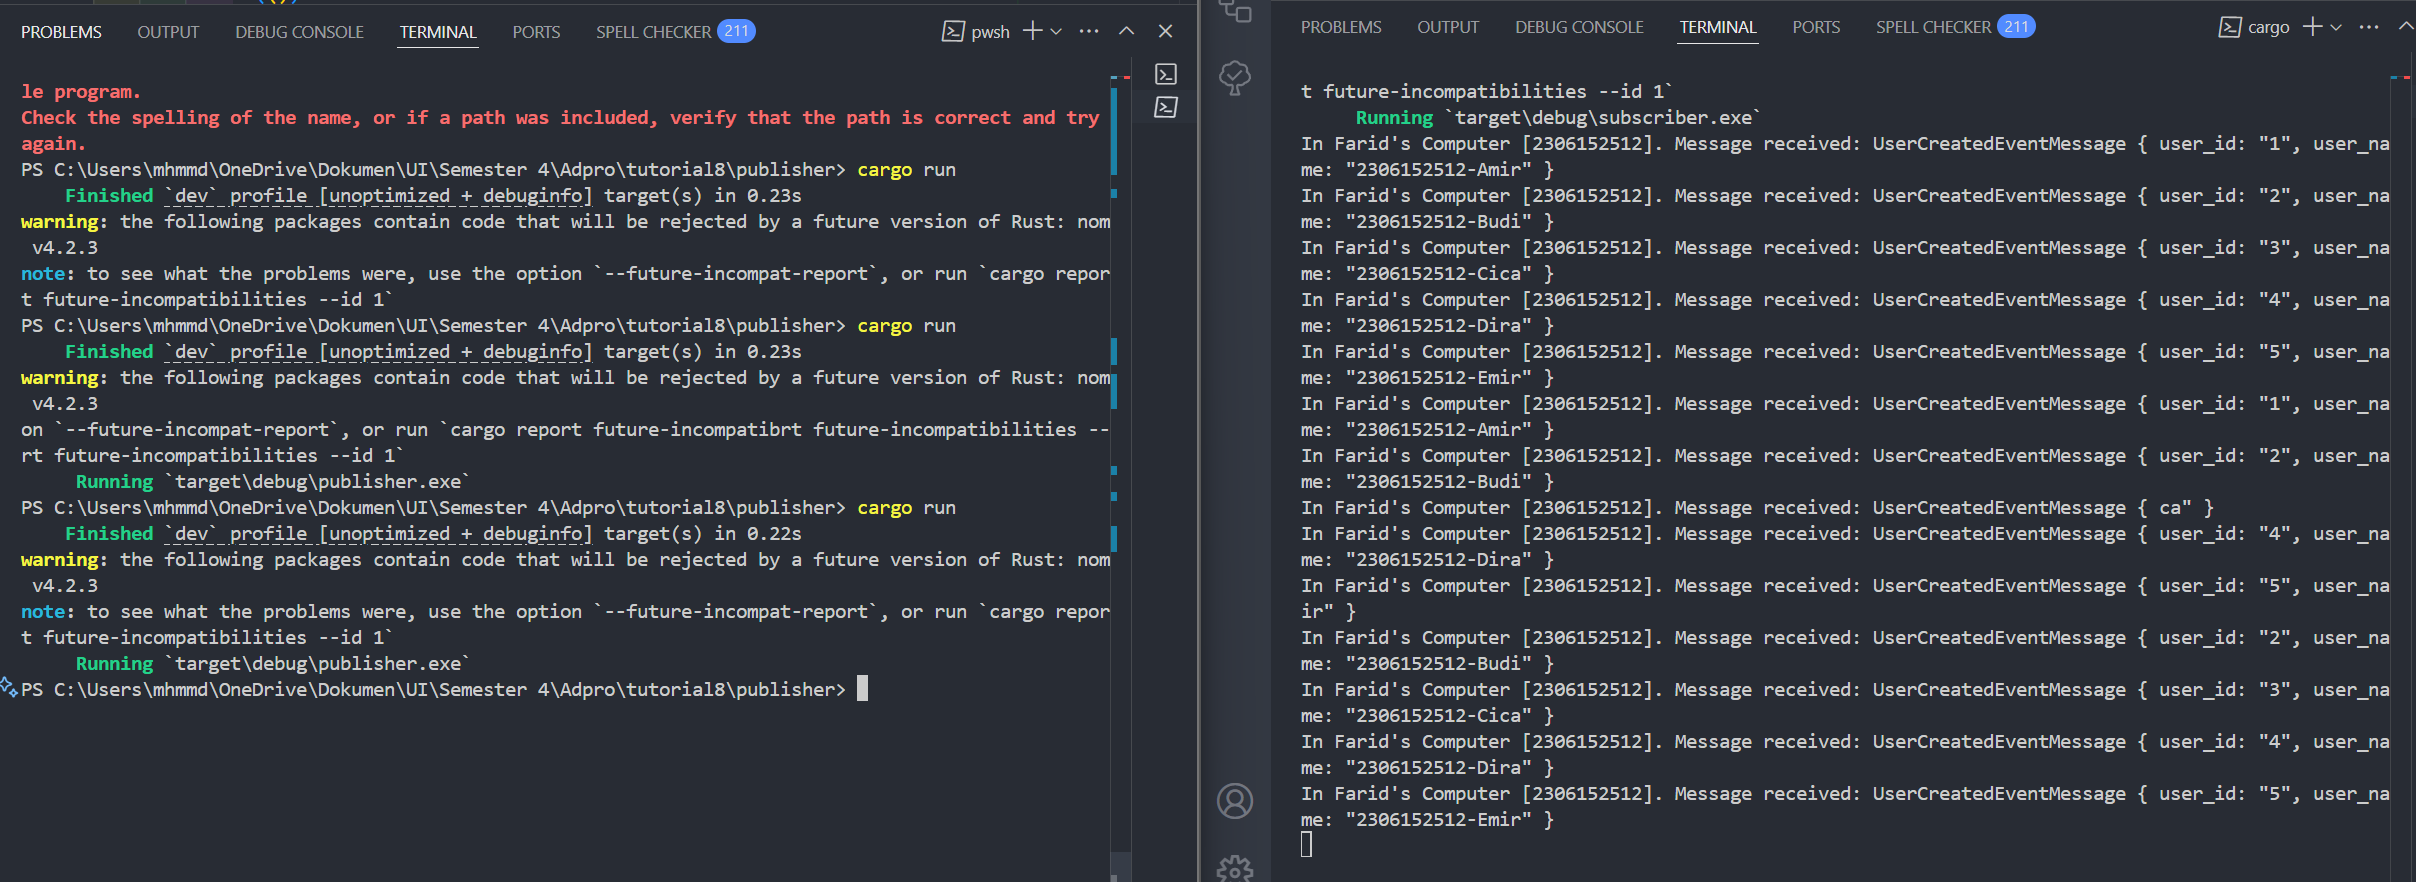 PROBLEMS OUTPUT DEBUG CONSOLE TERMINAL PORTS SPELL CHECKER 211 pwsh
le program.
Check the spelling of the name, or if a path was included, verify that the path is correct and try
again.
PS C:\Users\mhmmd\OneDrive\Dokumen\UI\Semester 4\Adpro\tutorial8\publisher> cargo run
Finished `dev` profile [unoptimized + debuginfo] target(s) in 0.23s
warning: the following packages contain code that will be rejected by a future version of Rust: nom
v4.2.3
note: to see what the problems were, use the option `--future-incompat-report`, or run `cargo repor
t future-incompatibilities --id 1`
PS C:\Users\mhmmd\OneDrive\Dokumen\UI\Semester 4\Adpro\tutorial8\publisher> cargo run
Finished `dev` profile [unoptimized + debuginfo] target(s) in 0.23s
warning: the following packages contain code that will be rejected by a future version of Rust: nom
v4.2.3
on `--future-incompat-report`, or run `cargo report future-incompatibrt future-incompatibilities --
rt future-incompatibilities --id 1`
Running `target\debug\publisher.exe`
PS C:\Users\mhmmd\OneDrive\Dokumen\UI\Semester 4\Adpro\tutorial8\publisher> cargo run
Finished `dev` profile [unoptimized + debuginfo] target(s) in 0.22s
warning: the following packages contain code that will be rejected by a future version of Rust: nom
v4.2.3
note: to see what the problems were, use the option `--future-incompat-report`, or run `cargo repor
t future-incompatibilities --id 1`
Running `target\debug\publisher.exe`
PS C:\Users\mhmmd\OneDrive\Dokumen\UI\Semester 4\Adpro\tutorial8\publisher>
PROBLEMS OUTPUT DEBUG CONSOLE TERMINAL PORTS SPELL CHECKER 211 cargo
t future-incompatibilities --id 1`
Running `target\debug\subscriber.exe`
In Farid's Computer [2306152512]. Message received: UserCreatedEventMessage { user_id: "1", user_na
me: "2306152512-Amir" }
In Farid's Computer [2306152512]. Message received: UserCreatedEventMessage { user_id: "2", user_na
me: "2306152512-Budi" }
In Farid's Computer [2306152512]. Message received: UserCreatedEventMessage { user_id: "3", user_na
me: "2306152512-Cica" }
In Farid's Computer [2306152512]. Message received: UserCreatedEventMessage { user_id: "4", user_na
me: "2306152512-Dira" }
In Farid's Computer [2306152512]. Message received: UserCreatedEventMessage { user_id: "5", user_na
me: "2306152512-Emir" }
In Farid's Computer [2306152512]. Message received: UserCreatedEventMessage { user_id: "1", user_na
me: "2306152512-Amir" }
In Farid's Computer [2306152512]. Message received: UserCreatedEventMessage { user_id: "2", user_na
me: "2306152512-Budi" }
In Farid's Computer [2306152512]. Message received: UserCreatedEventMessage { ca" }
In Farid's Computer [2306152512]. Message received: UserCreatedEventMessage { user_id: "4", user_na
me: "2306152512-Dira" }
In Farid's Computer [2306152512]. Message received: UserCreatedEventMessage { user_id: "5", user_na
ir" }
In Farid's Computer [2306152512]. Message received: UserCreatedEventMessage { user_id: "2", user_na
me: "2306152512-Budi" }
In Farid's Computer [2306152512]. Message received: UserCreatedEventMessage { user_id: "3", user_na
me: "2306152512-Cica" }
In Farid's Computer [2306152512]. Message received: UserCreatedEventMessage { user_id: "4", user_na
me: "2306152512-Dira" }
In Farid's Computer [2306152512]. Message received: UserCreatedEventMessage { user_id: "5", user_na
me: "2306152512-Emir" }